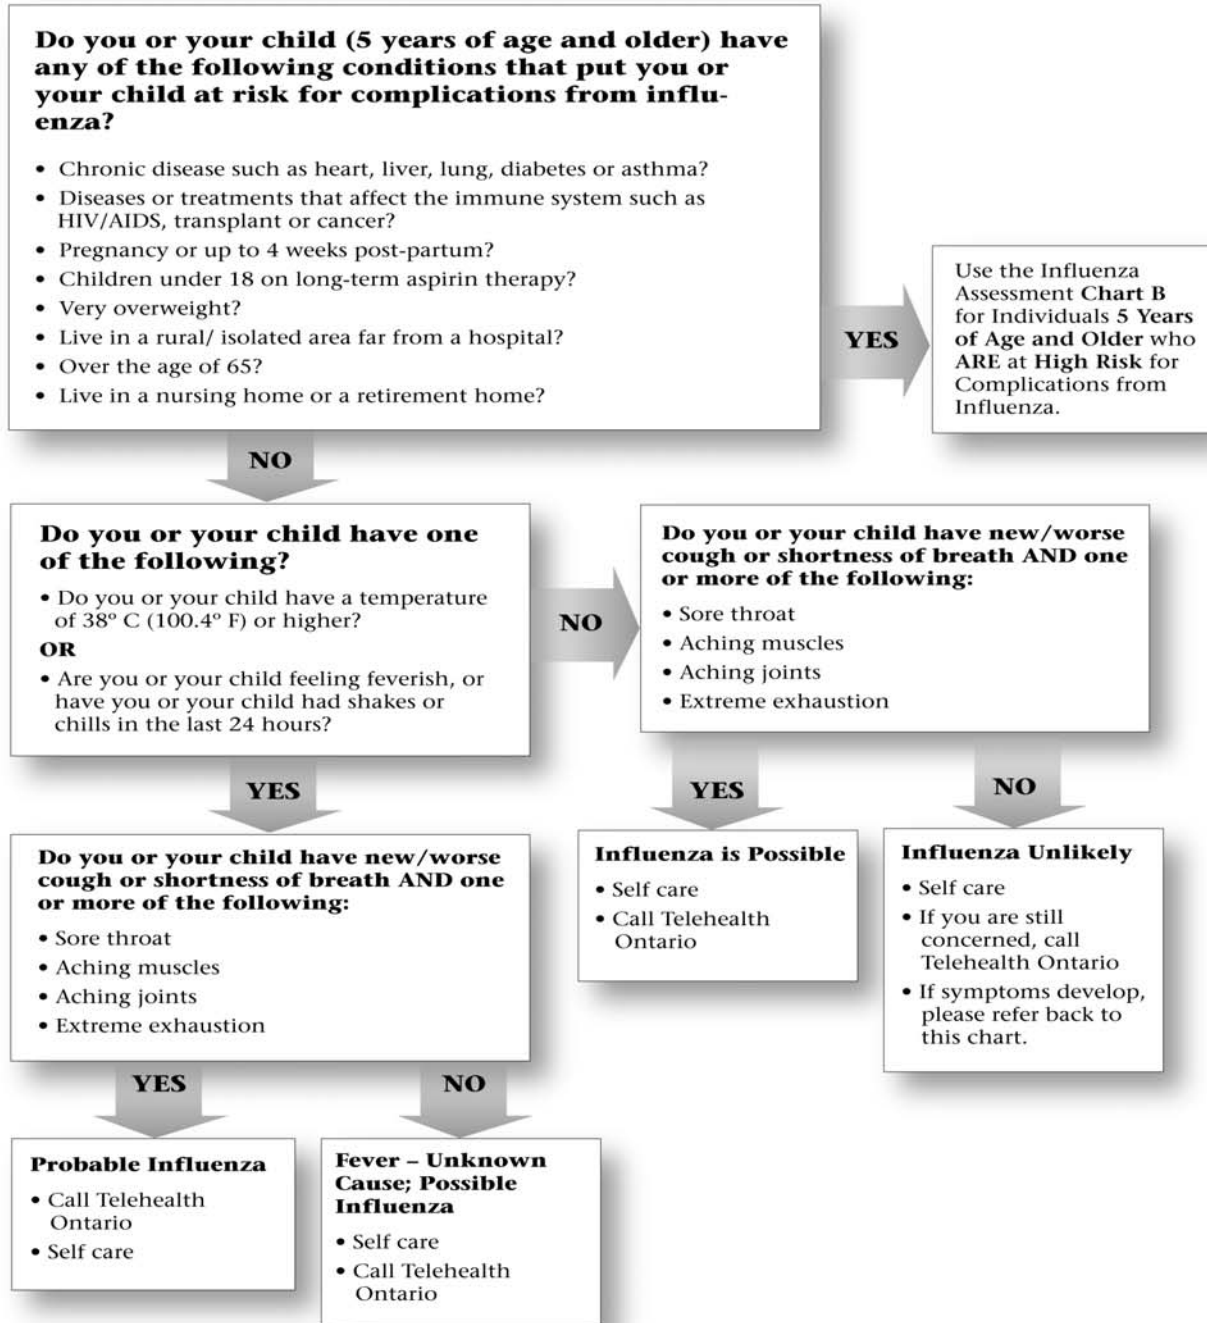 Do you or your child (5 years of age and older) have
any of the following conditions that put you or
your child at risk for complications from influ-
enza?
• Chronic disease such as heart, liver, lung, diabetes or asthma?
• Diseases or treatments that affect the immune system such as
HIV/AIDS, transplant or cancer?
• Pregnancy or up to 4 weeks post-partum?
• Children under 18 on long-term aspirin therapy?
• Very overweight?
• Live in a rural/ isolated area far from a hospital?
• Over the age of 65?
• Live in a nursing home or a retirement home?
YES
Use the Influenza
Assessment Chart B
for Individuals 5 Years
of Age and Older who
ARE at High Risk for
Complications from
Influenza.
NO
Do you or your child have one
of the following?
• Do you or your child have a temperature
of 38º C (100.4º F) or higher?
OR
• Are you or your child feeling feverish, or
have you or your child had shakes or
chills in the last 24 hours?
NO
Do you or your child have new/worse
cough or shortness of breath AND one
or more of the following:
• Sore throat
• Aching muscles
• Aching joints
• Extreme exhaustion
YES
Do you or your child have new/worse
cough or shortness of breath AND one
or more of the following:
• Sore throat
• Aching muscles
• Aching joints
• Extreme exhaustion
YES
Influenza is Possible
• Self care
• Call Telehealth
Ontario
NO
Influenza Unlikely
• Self care
• If you are still
concerned, call
Telehealth Ontario
• If symptoms develop,
please refer back to
this chart.
YES
Probable Influenza
• Call Telehealth
Ontario
• Self care
NO
Fever – Unknown
Cause; Possible
Influenza
• Self care
• Call Telehealth
Ontario